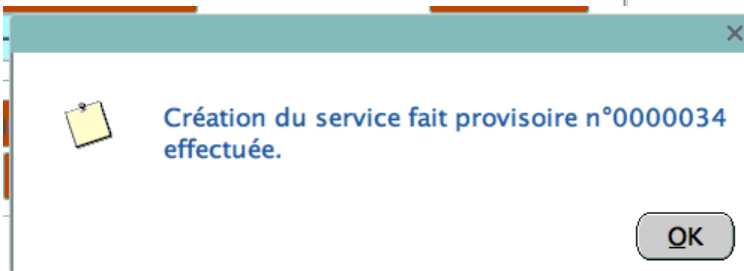 Création du service fait provisoire n°0000034
effectuée.
OK